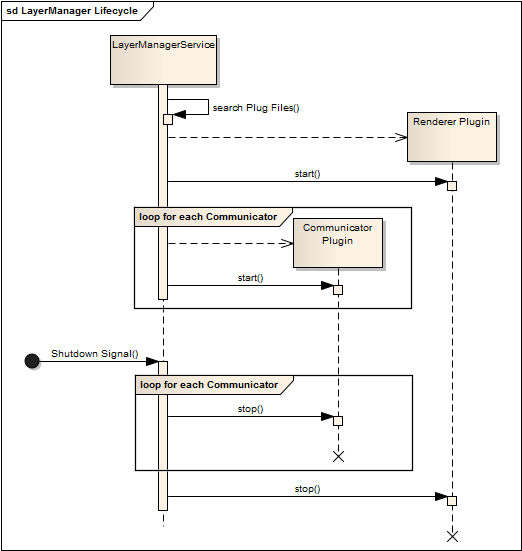 sd LayerManager Lifecycle
LayerManagerService
search Plug Files()
Renderer Plugin
start()
loop for each Communicator
Communicator
Plugin
start()
Shutdown Signal()
loop for each Communicator
stop()
stop()